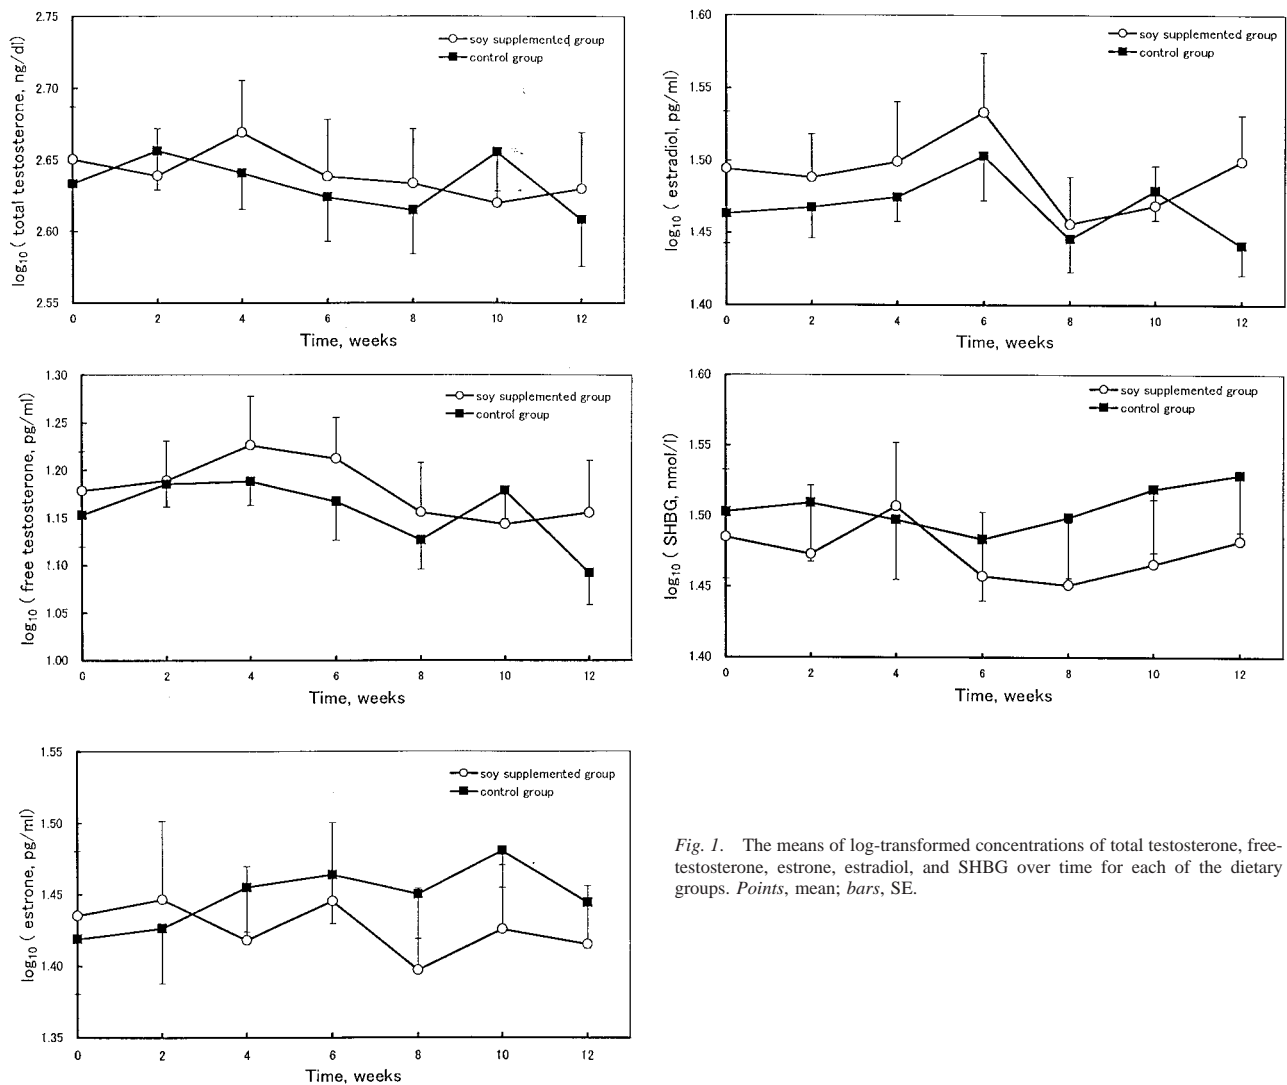 2.75
2.70
2.65
2.60
2.55
log10 ( total testosterone, ng/dl)
soy supplemented group
control group
0 2 4 6 8 10 12
Time, weeks
1.60
1.55
1.50
1.45
1.40
log10 ( estradiol, pg/ml)
soy supplemented group
control group
0 2 4 6 8 10 12
Time, weeks
1.30
1.25
1.20
1.15
1.10
1.05
1.00
log10 ( free testosterone, pg/ml)
soy supplemented group
control group
0 2 4 6 8 10 12
Time, weeks
1.60
1.55
1.50
1.45
1.40
log10 ( SHBG, nmol/l)
soy supplemented group
control group
0 2 4 6 8 10 12
Time, weeks
1.55
1.50
1.45
1.40
1.35
log10 ( estrone, pg/ml)
soy supplemented group
control group
0 2 4 6 8 10 12
Time, weeks
Fig. 1. The means of log-transformed concentrations of total testosterone, free-
testosterone, estrone, estradiol, and SHBG over time for each of the dietary
groups. Points, mean; bars, SE.